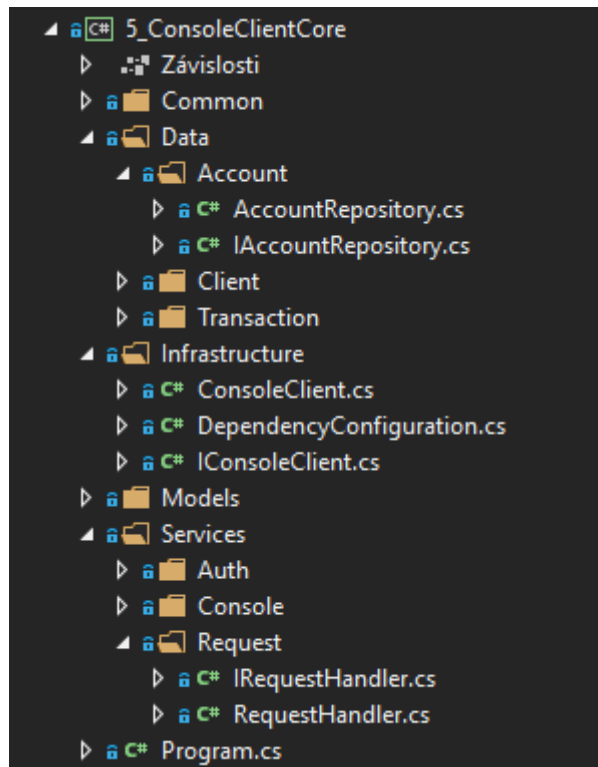 C# 5_ConsoleClientCore
Závislosti
Common
Data
Account
C# AccountRepository.cs
C# IAccountRepository.cs
Client
Transaction
Infrastructure
C# ConsoleClient.cs
C# DependencyConfiguration.cs
C# IConsoleClient.cs
Models
Services
Auth
Console
Request
C# IRequestHandler.cs
C# RequestHandler.cs
C# Program.cs